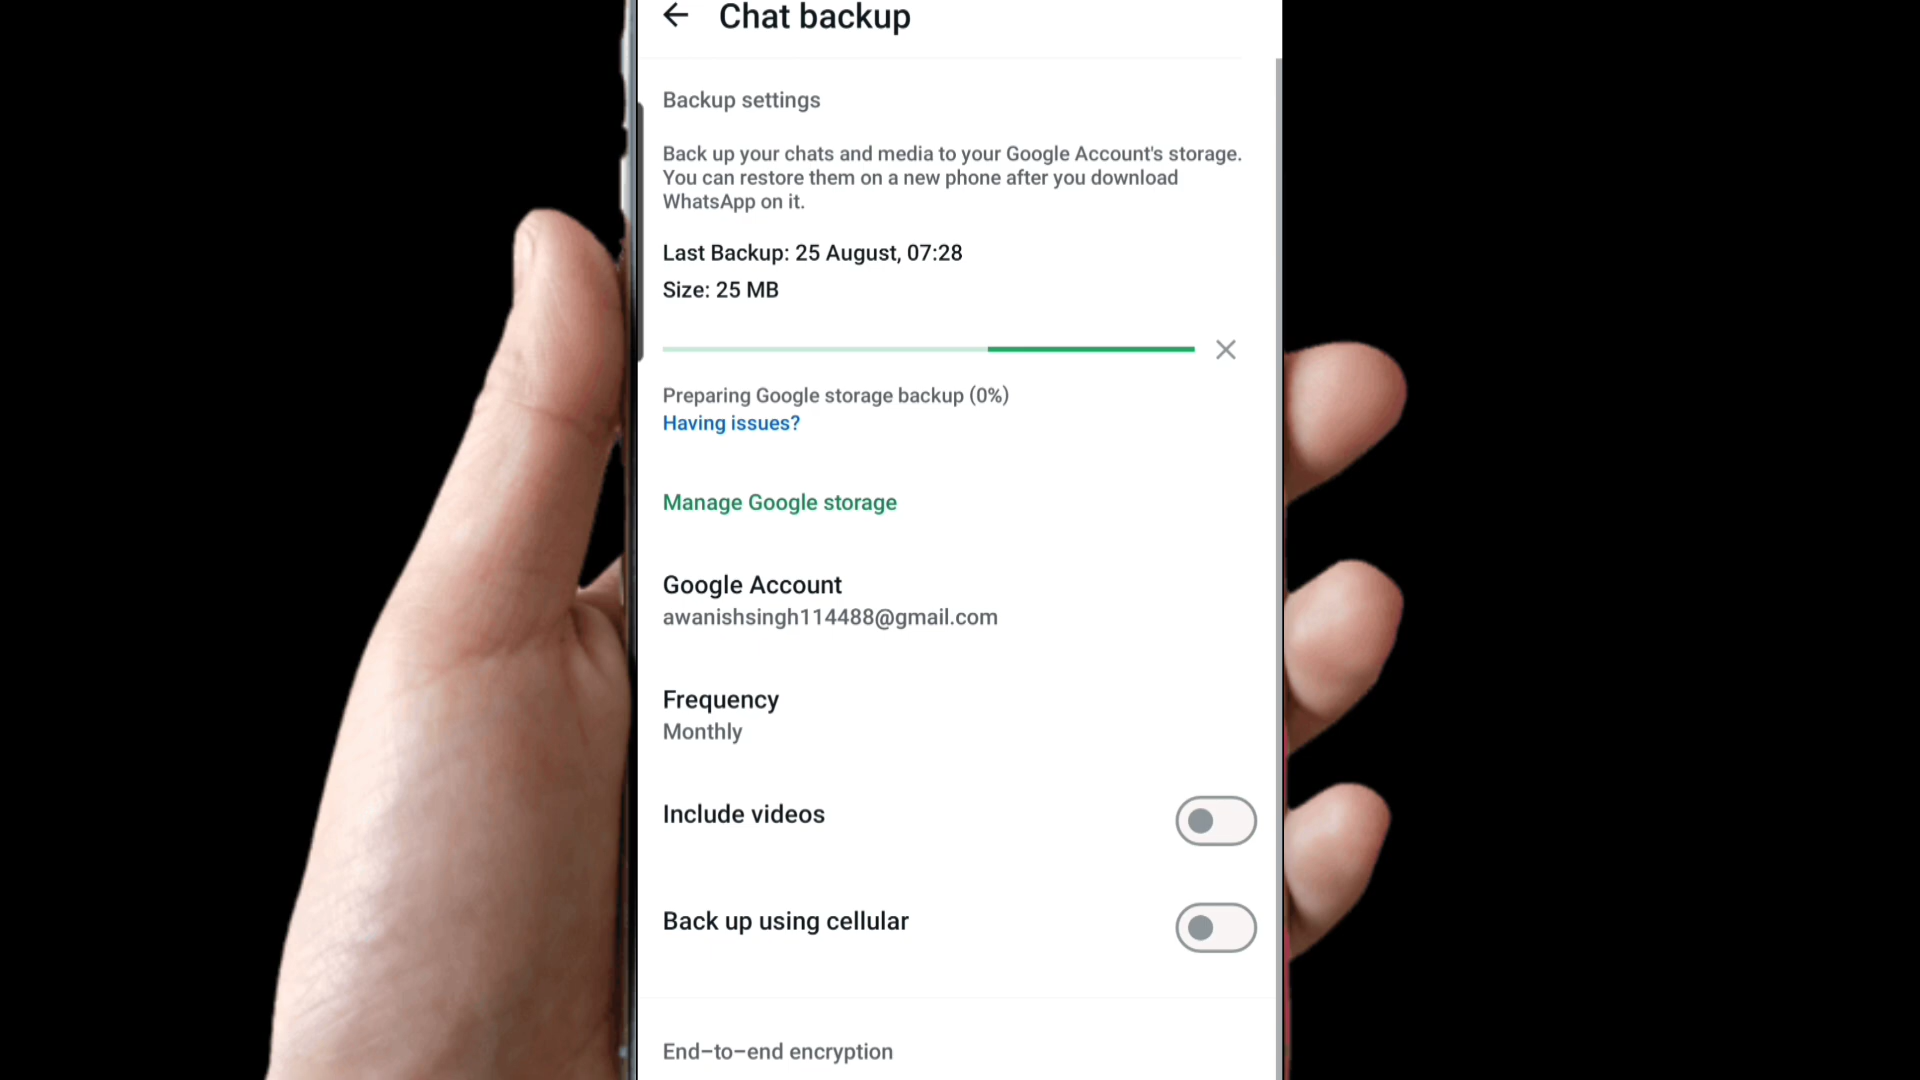 Chat backup
Backup settings
Back up your chats and media to your Google Account's storage.
You can restore them on a new phone after you download
WhatsApp on it.
Last Backup: 25 August, 07:28
Size: 25 MB
Preparing Google storage backup (0%)
Having issues?
Manage Google storage
Google Account
awanishsingh114488@gmail.com
Frequency
Monthly
Include videos
Back up using cellular
End-to-end encryption